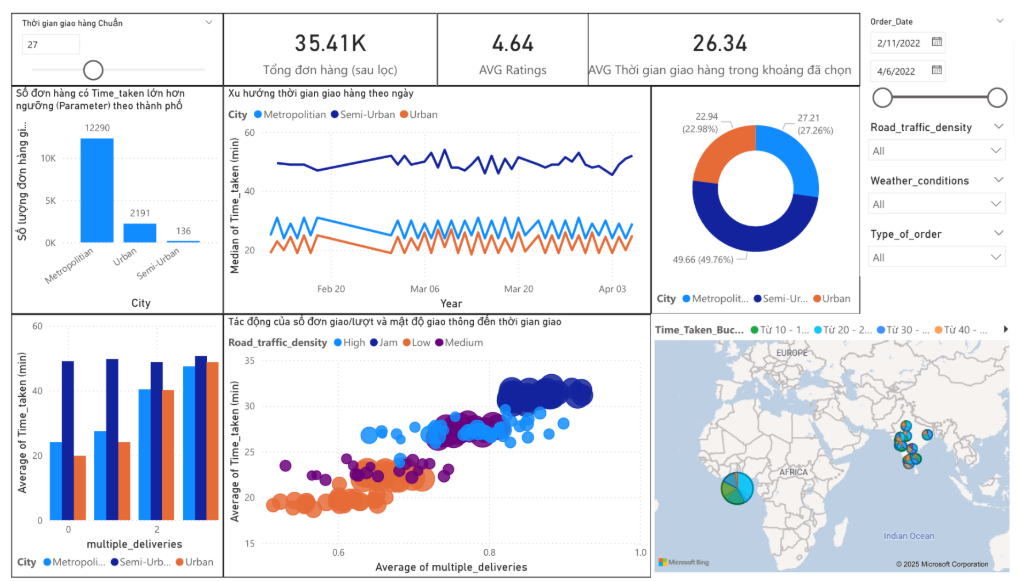 Thời gian giao hàng Chuẩn
27
35.41K
Tổng đơn hàng (sau lọc)
4.64
AVG Ratings
26.34
AVG Thời gian giao hàng trong khoảng đã chọn
Order_Date
2/11/2022
4/6/2022
Road_traffic_density
All
Weather_conditions
All
Type_of_order
All
Số đơn hàng có Time_taken lớn hơn
ngưỡng (Parameter) theo thành phố
Số lượng đơn hàng gi...
10K
5K
0K
12290
2191
136
Metropolitian
Urban
Semi-Urban
City
Xu hướng thời gian giao hàng theo ngày
City Metropolitian Semi-Urban Urban
Median of Time_taken (min)
60
40
20
Feb 20
Mar 06
Mar 20
Apr 03
Year
22.94
(22.98%)
27.21
(27.26%)
49.66 (49.76%)
City Metropolit... Semi-Ur... Urban
Average of Time_taken (min)
60
40
20
0
0
2
multiple_deliveries
City Metropoli... Semi-Urb... Urban
Tác động của số đơn giao/lượt và mật độ giao thông đến thời gian giao
Road_traffic_density High Jam Low Medium
Average of Time_taken (min)
35
30
25
20
15
0.6
0.8
1.0
Average of multiple_deliveries
Time_Taken_Buc... Từ 10 - 1... Từ 20 - 2... Từ 30 - ... Từ 40 - ...
EUROPE
AFRICA
Indian Ocean
Microsoft Bing
© 2025 Microsoft Corporation